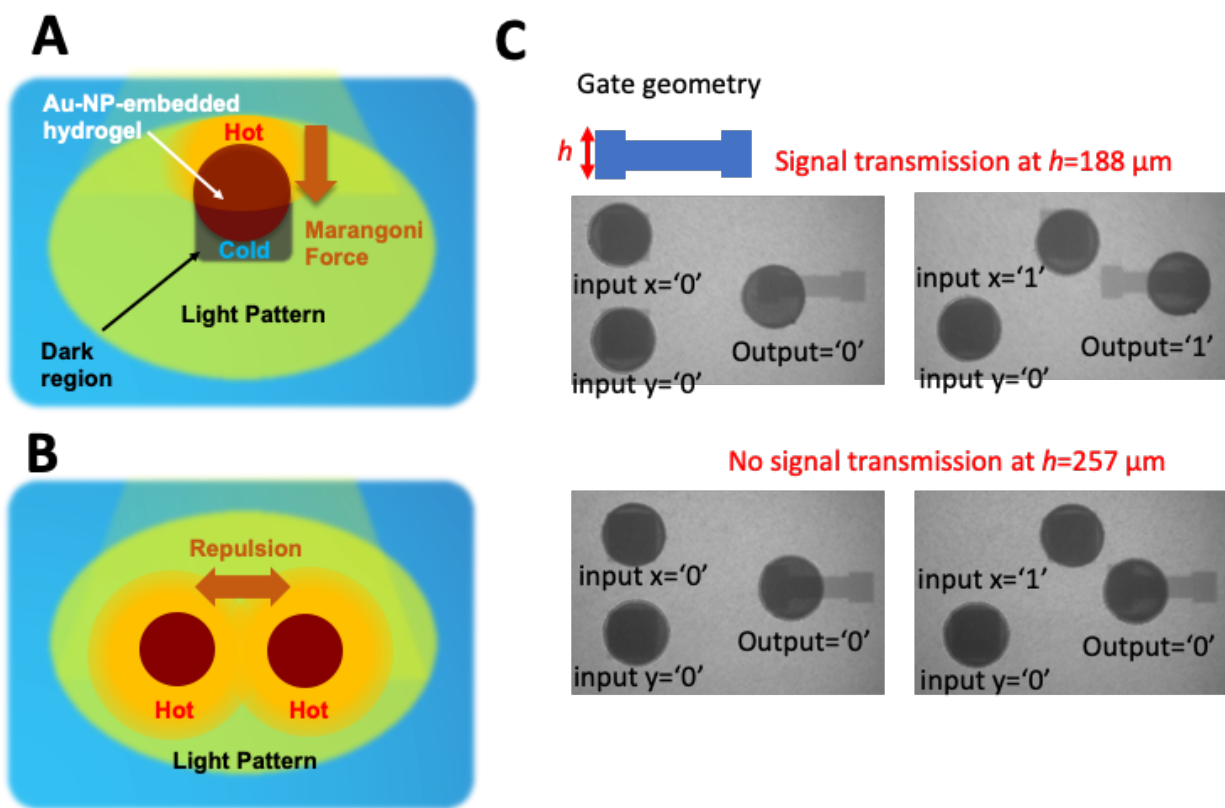 A
Au-NP-embedded
hydrogel
Hot
Marangoni
Force
Cold
Light Pattern
Dark
region
B
Repulsion
Hot
Hot
Light Pattern
C
Gate geometry
h
Signal transmission at h=188 μm
input x=‘0’
input y=‘0’
Output=‘0’
input x=‘1’
input y=‘0’
Output=‘1’
No signal transmission at h=257 μm
input x=‘0’
input y=‘0’
Output=‘0’
input x=‘1’
input y=‘0’
Output=‘0’